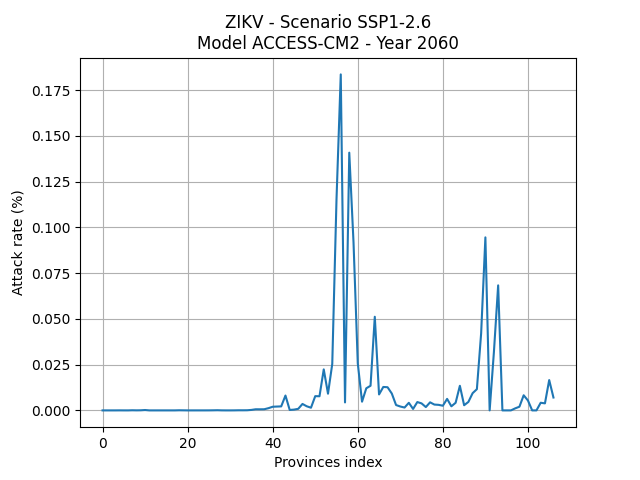 ZIKV - Scenario SSP1-2.6
Model ACCESS-CM2 - Year 2060
0.175
0.150
0.125
0.100
0.075
0.050
0.025
0.000
Attack rate (%)
0 20 40 60 80 100
Provinces index